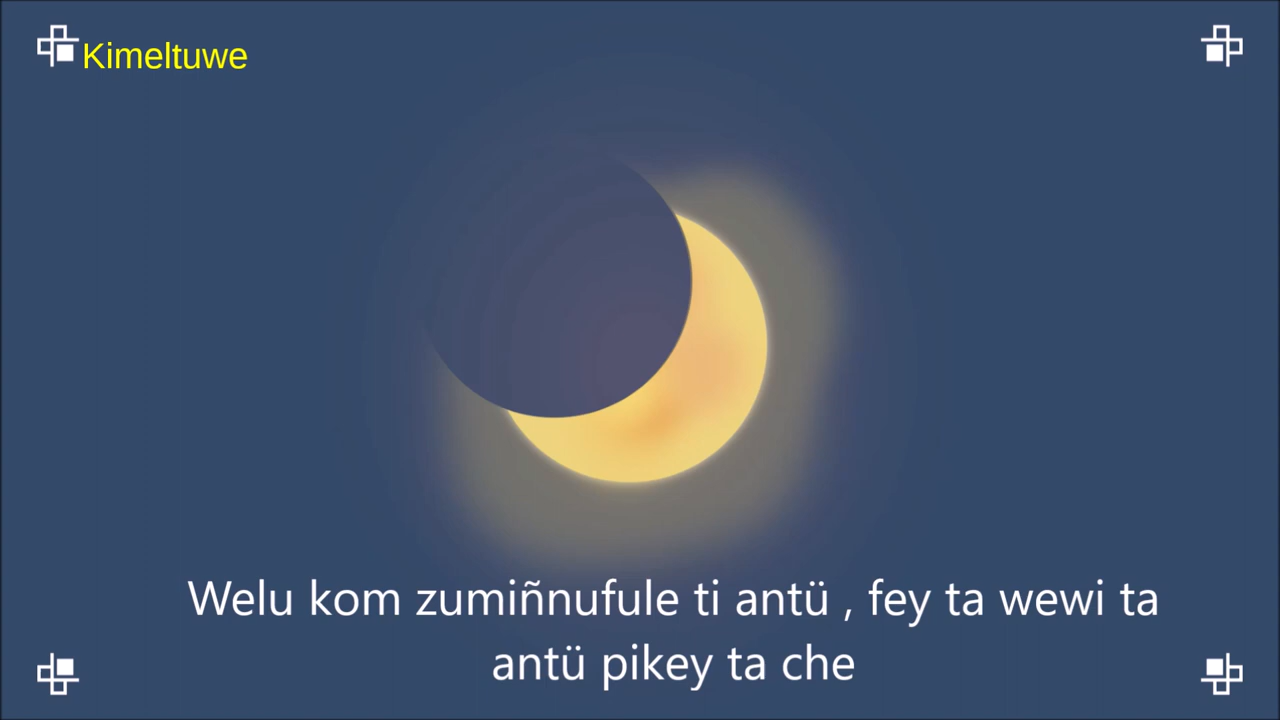 Kimeltuwe
Welu kom zumiñnufule ti antü , fey ta wewi ta
antü pikey ta che